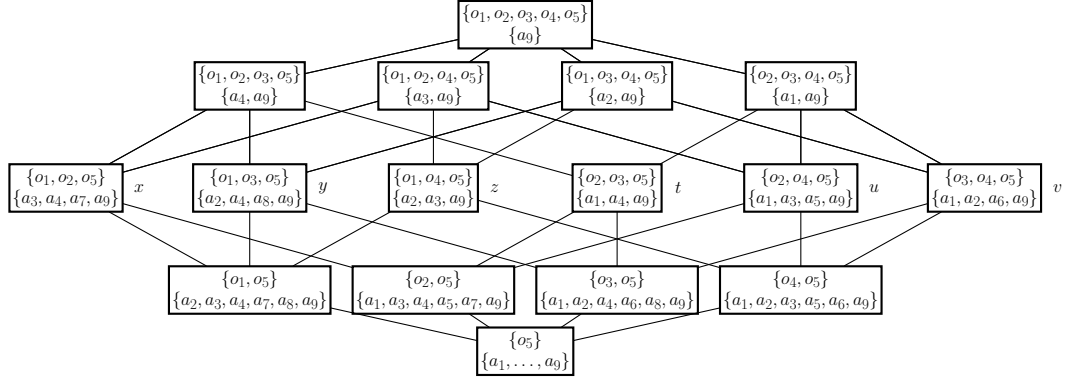 {o₁, o₂, o₃, o₄, o₅}
{a₉}
{o₁, o₂, o₃, o₅}
{a₄, a₉}
{o₁, o₂, o₄, o₅}
{a₃, a₉}
{o₁, o₃, o₄, o₅}
{a₂, a₉}
{o₂, o₃, o₄, o₅}
{a₁, a₉}
{o₁, o₂, o₅}
{a₃, a₄, a₇, a₉}
x
{o₁, o₃, o₅}
{a₂, a₄, a₈, a₉}
y
{o₁, o₄, o₅}
{a₂, a₃, a₉}
z
{o₂, o₃, o₅}
{a₁, a₄, a₉}
t
{o₂, o₄, o₅}
{a₁, a₃, a₅, a₉}
u
{o₃, o₄, o₅}
{a₁, a₂, a₆, a₉}
v
{o₁, o₅}
{a₂, a₃, a₄, a₇, a₈, a₉}
{o₂, o₅}
{a₁, a₃, a₄, a₅, a₇, a₉}
{o₃, o₅}
{a₁, a₂, a₄, a₆, a₈, a₉}
{o₄, o₅}
{a₁, a₂, a₃, a₅, a₆, a₉}
{o₅}
{a₁, . . . , a₉}